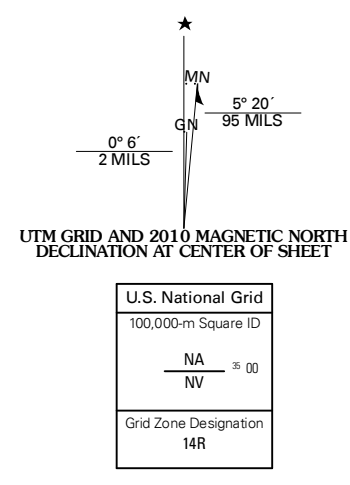 MN
5° 20´
95 MILS
GN
0° 6´
2 MILS
UTM GRID AND 2010 MAGNETIC NORTH
DECLINATION AT CENTER OF SHEET
U.S. National Grid
100,000-m Square ID
NA
35 00
NV
Grid Zone Designation
14R